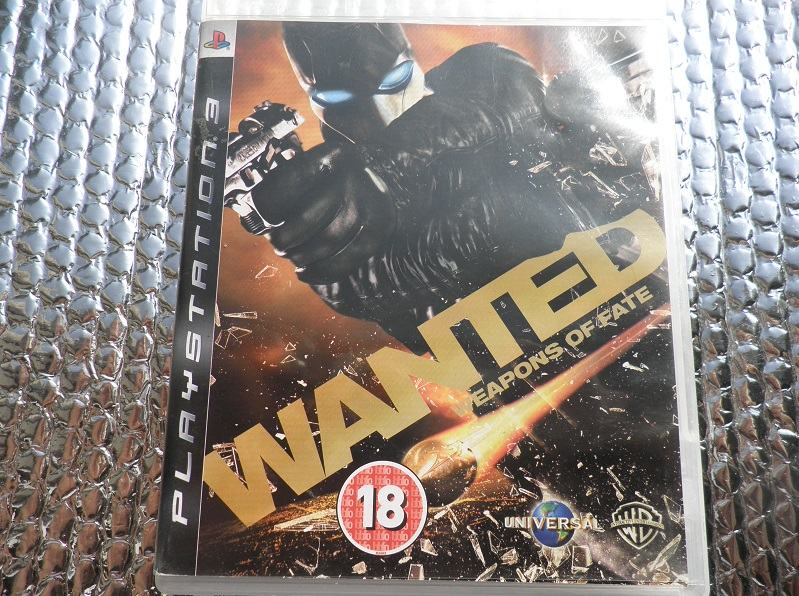 PLAYSTATION 3
WANTED
WEAPONS OF FATE
18
UNIVERSAL
WB